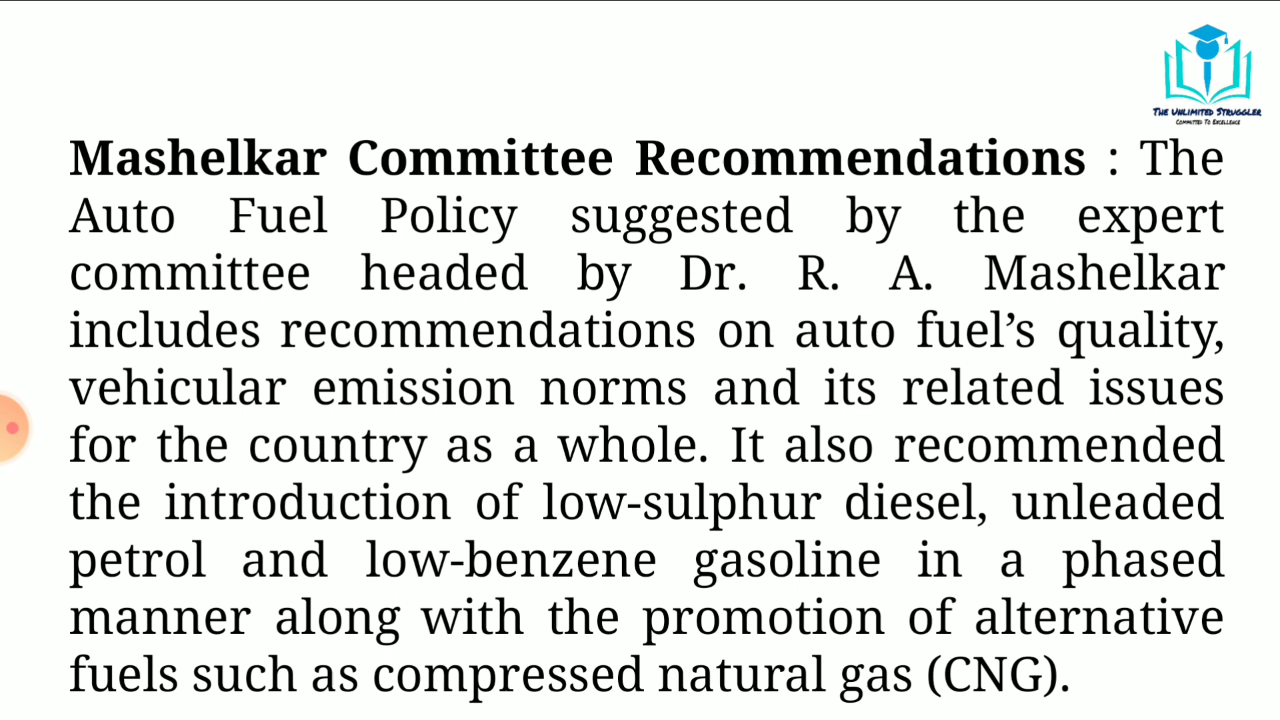 The Unlimited Struggler
Committed To Excellence
Mashelkar Committee Recommendations : The
Auto Fuel Policy suggested by the expert
committee headed by Dr. R. A. Mashelkar
includes recommendations on auto fuel’s quality,
vehicular emission norms and its related issues
for the country as a whole. It also recommended
the introduction of low-sulphur diesel, unleaded
petrol and low-benzene gasoline in a phased
manner along with the promotion of alternative
fuels such as compressed natural gas (CNG).